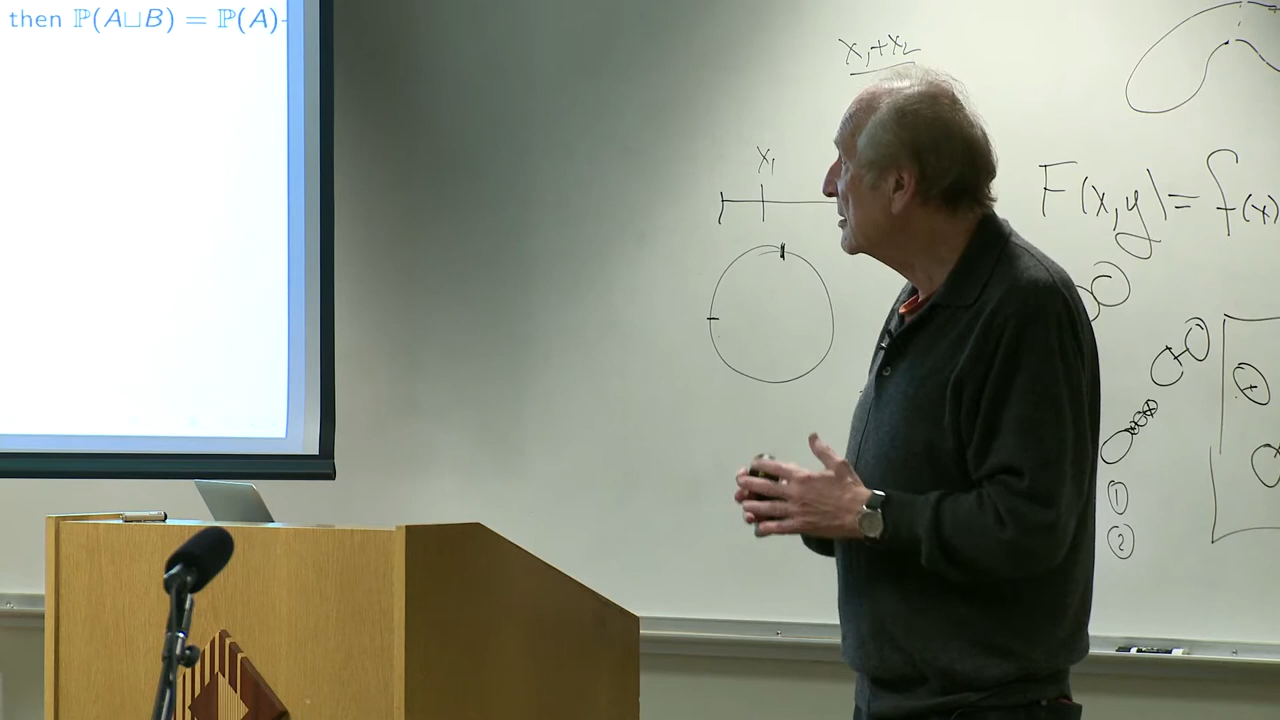 then ℙ(A⊔B) = ℙ(A)
x₁+x₂
x₁
F(x,y)= f(x)
+
1
2